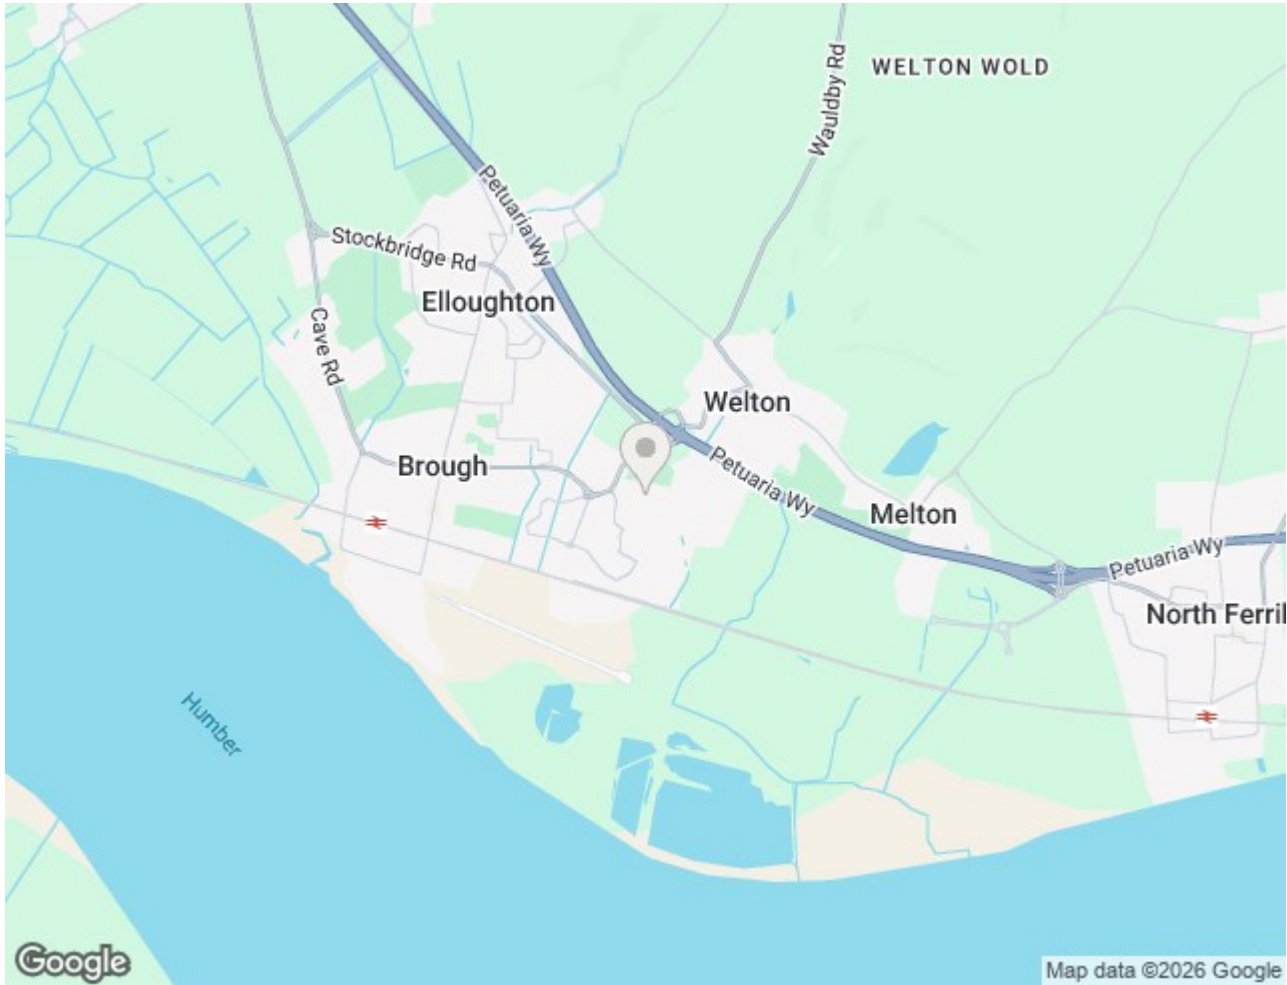 WELTON WOLD
Wauldby Rd
Petuaria Wy
Stockbridge Rd
Elloughton
Cave Rd
Welton
Brough
Petuaria Wy
Melton
Petuaria Wy
North Ferri
Humber
Google
Map data ©2026 Google